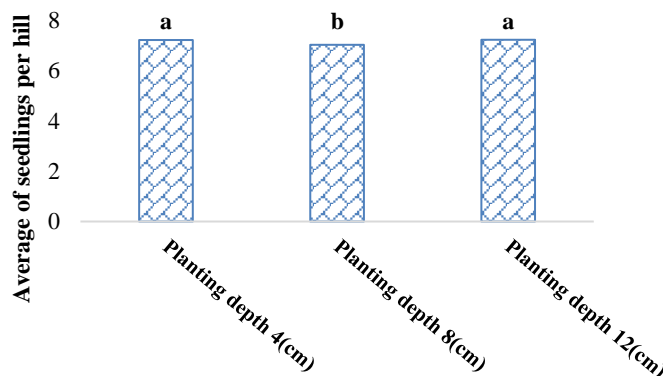 Average of seedlings per hill
8
6
4
2
0
a
b
a
Planting depth 4(cm)
Planting depth 8(cm)
Planting depth 12(cm)